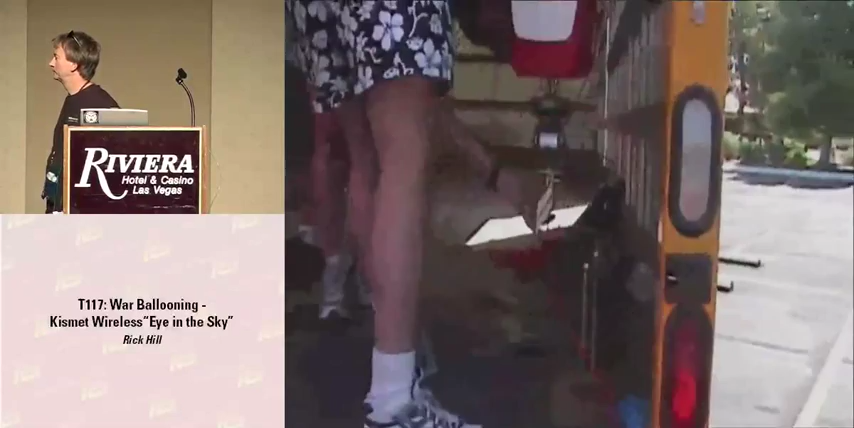 RIVIERA
Hotel & Casino
Las Vegas
T117: War Ballooning -
Kismet Wireless"Eye in the Sky"
Rick Hill